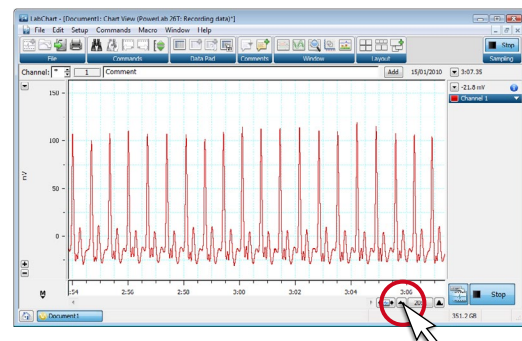 LabChart - [Document1: Chart View (PowerLab 26T: Recording data)*]
File Edit Setup Commands Macro Window Help
Stop
File Commands Data Pad Comments Window Layout Sampling
Channel: * 1 Comment Add 15/01/2010 3:07.35
150
-21.8 mV
Channel 1
100
mV
50
0
2:54 2:56 2:58 3:00 3:02 3:04 3:06
M
20:1
Stop
Document1
351.2 GB